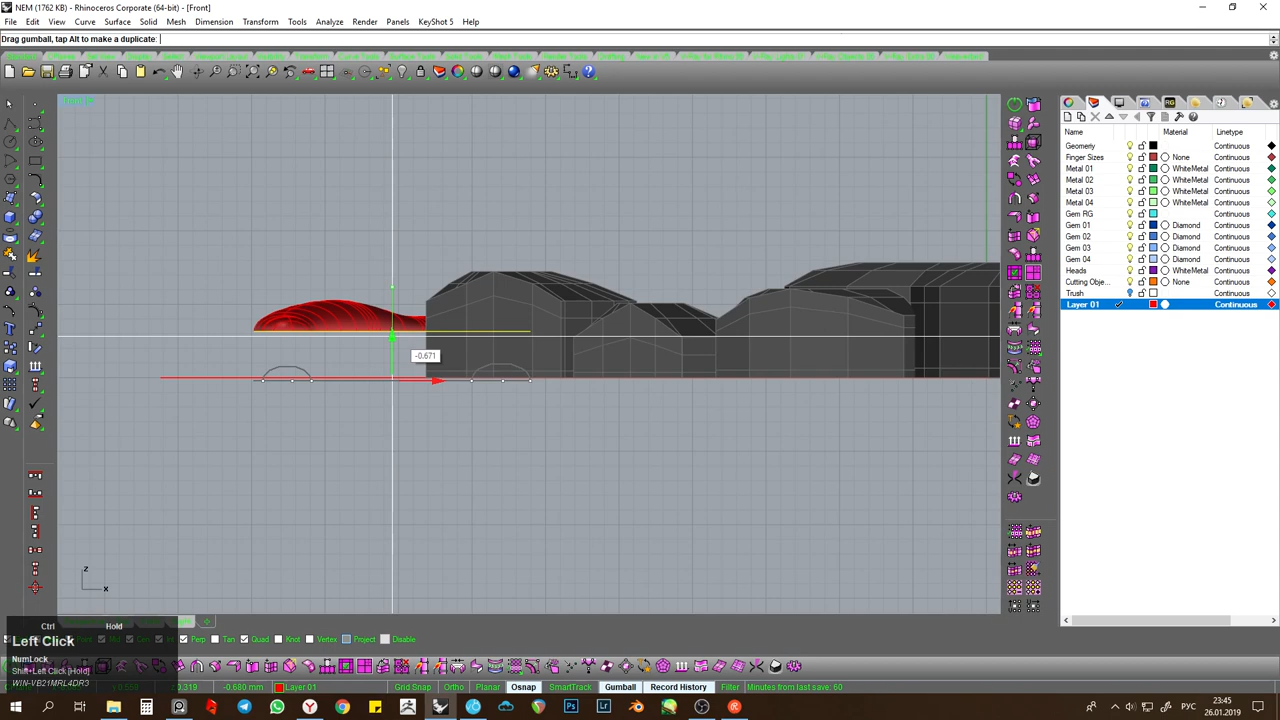 NEM (1762 KB) - Rhinoceros Corporate (64-bit) - [Front]
File Edit View Curve Surface Solid Mesh Dimension Transform Tools Analyze Render Panels KeyShot 5 Help
Drag gumball, tap Alt to make a duplicate:
Name Material Linetype
Geometry Continuous
Finger Sizes None Continuous
Metal 01 WhiteMetal Continuous
Metal 02 WhiteMetal Continuous
Metal 03 WhiteMetal Continuous
Metal 04 WhiteMetal Continuous
Gem RG Continuous
Gem 01 Diamond Continuous
Gem 02 Diamond Continuous
Gem 03 Diamond Continuous
Gem 04 Diamond Continuous
Heads WhiteMetal Continuous
Cutting Obje... None Continuous
Trush Continuous
Layer 01 Continuous
-0.671
z
x
Ctrl Hold
Left Click
NumLock
Shift+Left Click [Hold]
Perp Tan Quad Knot Vertex Project Disable
-0.680 mm Layer 01 Grid Snap Ortho Planar Osnap SmartTrack Gumball Record History Filter Minutes from last save: 60
РУС
23:45
26.01.2019